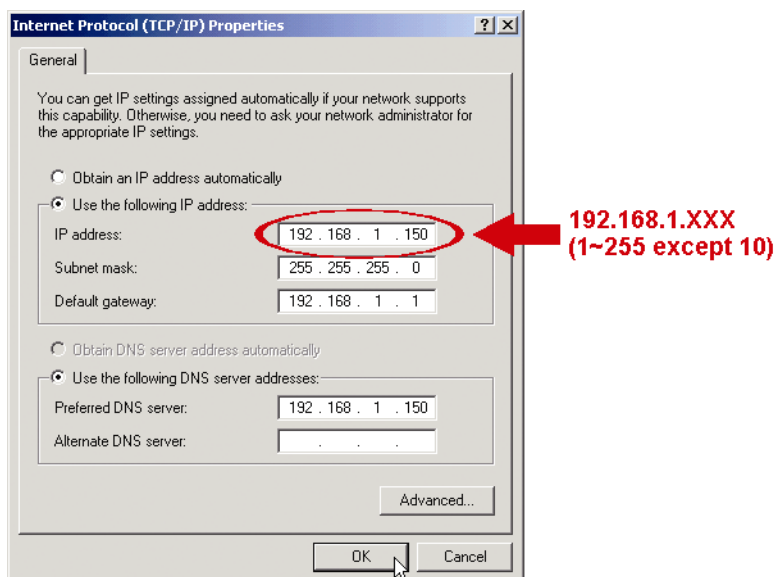 Internet Protocol (TCP/IP) Properties
General
You can get IP settings assigned automatically if your network supports
this capability. Otherwise, you need to ask your network administrator for
the appropriate IP settings.
Obtain an IP address automatically
Use the following IP address:
IP address: 192 . 168 . 1 . 150
Subnet mask: 255 . 255 . 255 . 0
Default gateway: 192 . 168 . 1 . 1
192.168.1.XXX
(1~255 except 10)
Obtain DNS server address automatically
Use the following DNS server addresses:
Preferred DNS server: 192 . 168 . 1 . 150
Alternate DNS server: . . .
Advanced...
OK Cancel